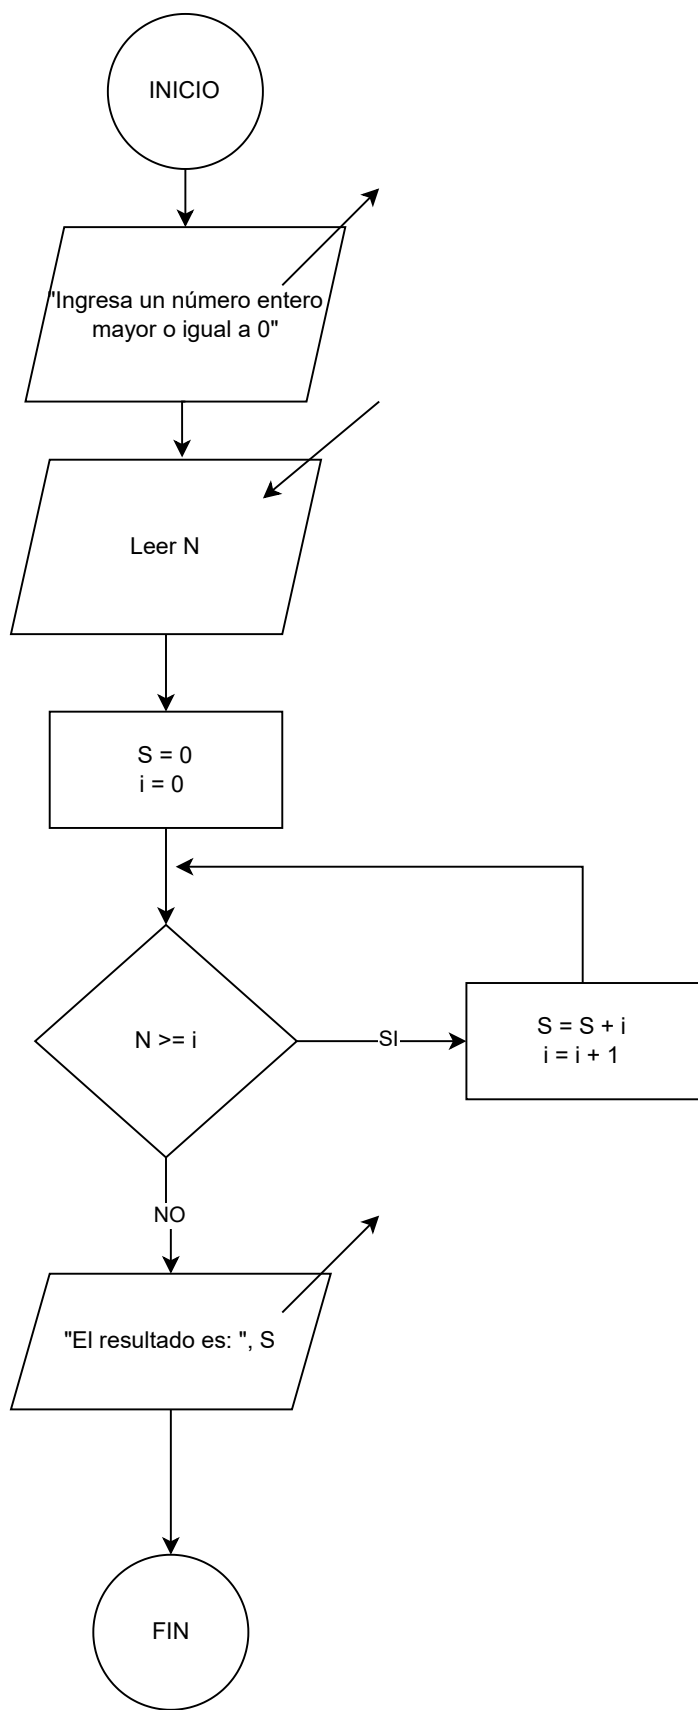 INICIO
"Ingresa un número entero
mayor o igual a 0"
Leer N
S = 0
i = 0
N >= i
SI
S = S + i
i = i + 1
NO
"El resultado es: ", S
FIN